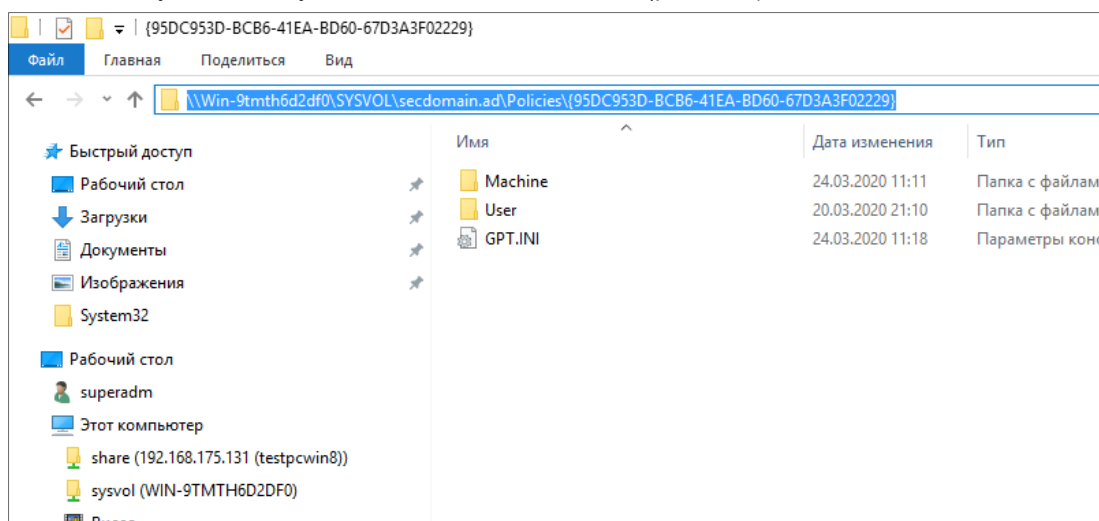 {95DC953D-BCB6-41EA-BD60-67D3A3F02229}
Файл Главная Поделиться Вид
\\Win-9tmth6d2df0\SYSVOL\secdomain.ad\Policies\{95DC953D-BCB6-41EA-BD60-67D3A3F02229}
Имя Дата изменения Тип
Быстрый доступ
Рабочий стол
Загрузки
Документы
Изображения
System32
Рабочий стол
superadm
Этот компьютер
share (192.168.175.131 (testpcwin8))
sysvol (WIN-9TMTH6D2DF0)
Machine 24.03.2020 11:11 Папка с файлам
User 20.03.2020 21:10 Папка с файлам
GPT.INI 24.03.2020 11:18 Параметры кон